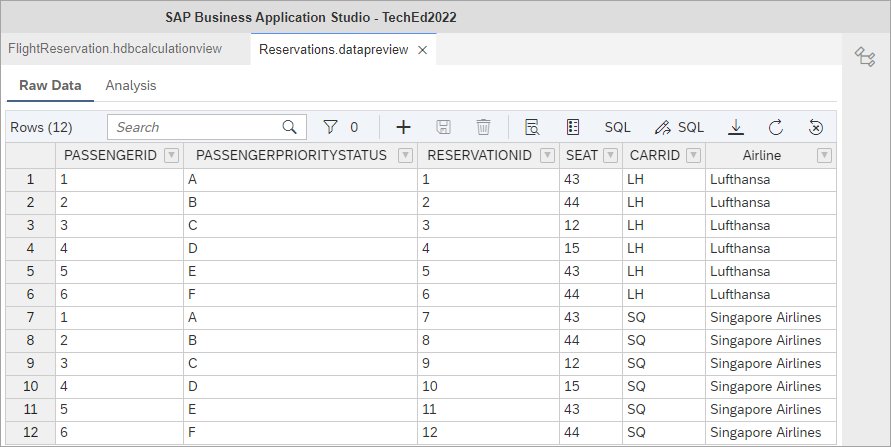 SAP Business Application Studio - TechEd2022
FlightReservation.hdbcalculationview Reservations.datapreview
Raw Data Analysis
Rows (12) Search 0 SQL SQL
PASSENGERID PASSENGERPRIORITYSTATUS RESERVATIONID SEAT CARRID Airline
1 1 A 1 43 LH Lufthansa
2 2 B 2 44 LH Lufthansa
3 3 C 3 12 LH Lufthansa
4 4 D 4 15 LH Lufthansa
5 5 E 5 43 LH Lufthansa
6 6 F 6 44 LH Lufthansa
7 1 A 7 43 SQ Singapore Airlines
8 2 B 8 44 SQ Singapore Airlines
9 3 C 9 12 SQ Singapore Airlines
10 4 D 10 15 SQ Singapore Airlines
11 5 E 11 43 SQ Singapore Airlines
12 6 F 12 44 SQ Singapore Airlines